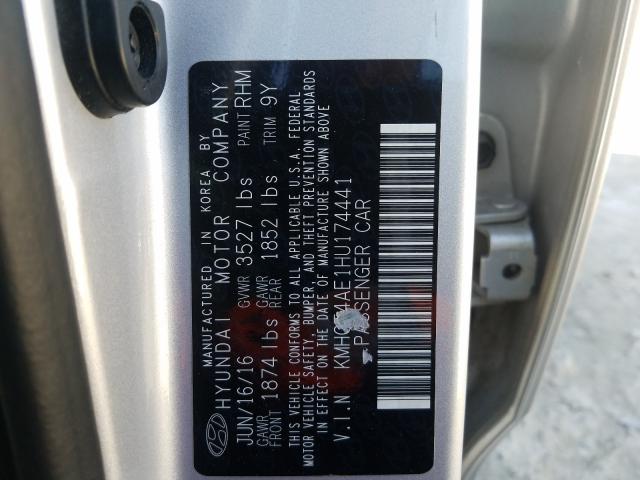 MANUFACTURED IN KOREA BY
HYUNDAI MOTOR COMPANY
JUN/16/16 GVWR 3527 lbs PAINT RHM
GAWR FRONT 1874 lbs GAWR REAR 1852 lbs TRIM 9Y
THIS VEHICLE CONFORMS TO ALL APPLICABLE U.S.A. FEDERAL
MOTOR VEHICLE SAFETY, BUMPER, AND THEFT PREVENTION STANDARDS
IN EFFECT ON THE DATE OF MANUFACTURE SHOWN ABOVE
V.I.N
PASSENGER CAR